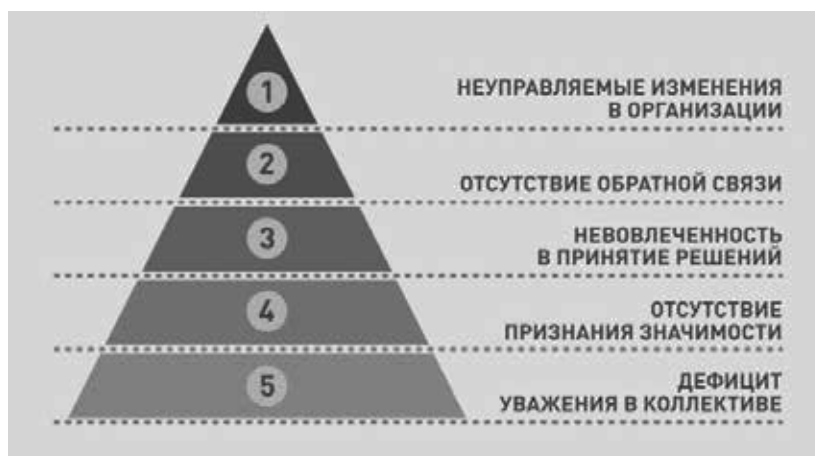 1
НЕУПРАВЛЯЕМЫЕ ИЗМЕНЕНИЯ
В ОРГАНИЗАЦИИ
2
ОТСУТСТВИЕ ОБРАТНОЙ СВЯЗИ
3
НЕВОВЛЕЧЕННОСТЬ
В ПРИНЯТИЕ РЕШЕНИЙ
4
ОТСУТСТВИЕ
ПРИЗНАНИЯ ЗНАЧИМОСТИ
5
ДЕФИЦИТ
УВАЖЕНИЯ В КОЛЛЕКТИВЕ